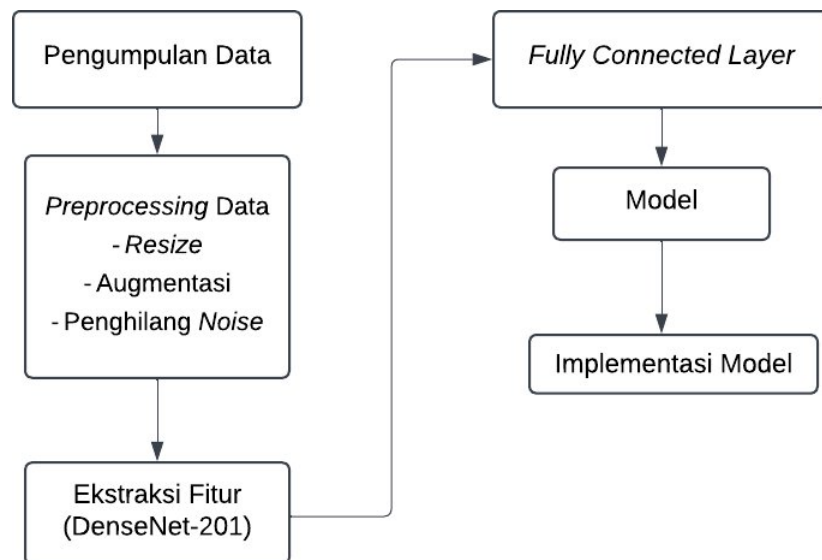 Pengumpulan Data
Preprocessing Data
- Resize
- Augmentasi
- Penghilang Noise
Ekstraksi Fitur
(DenseNet-201)
Fully Connected Layer
Model
Implementasi Model